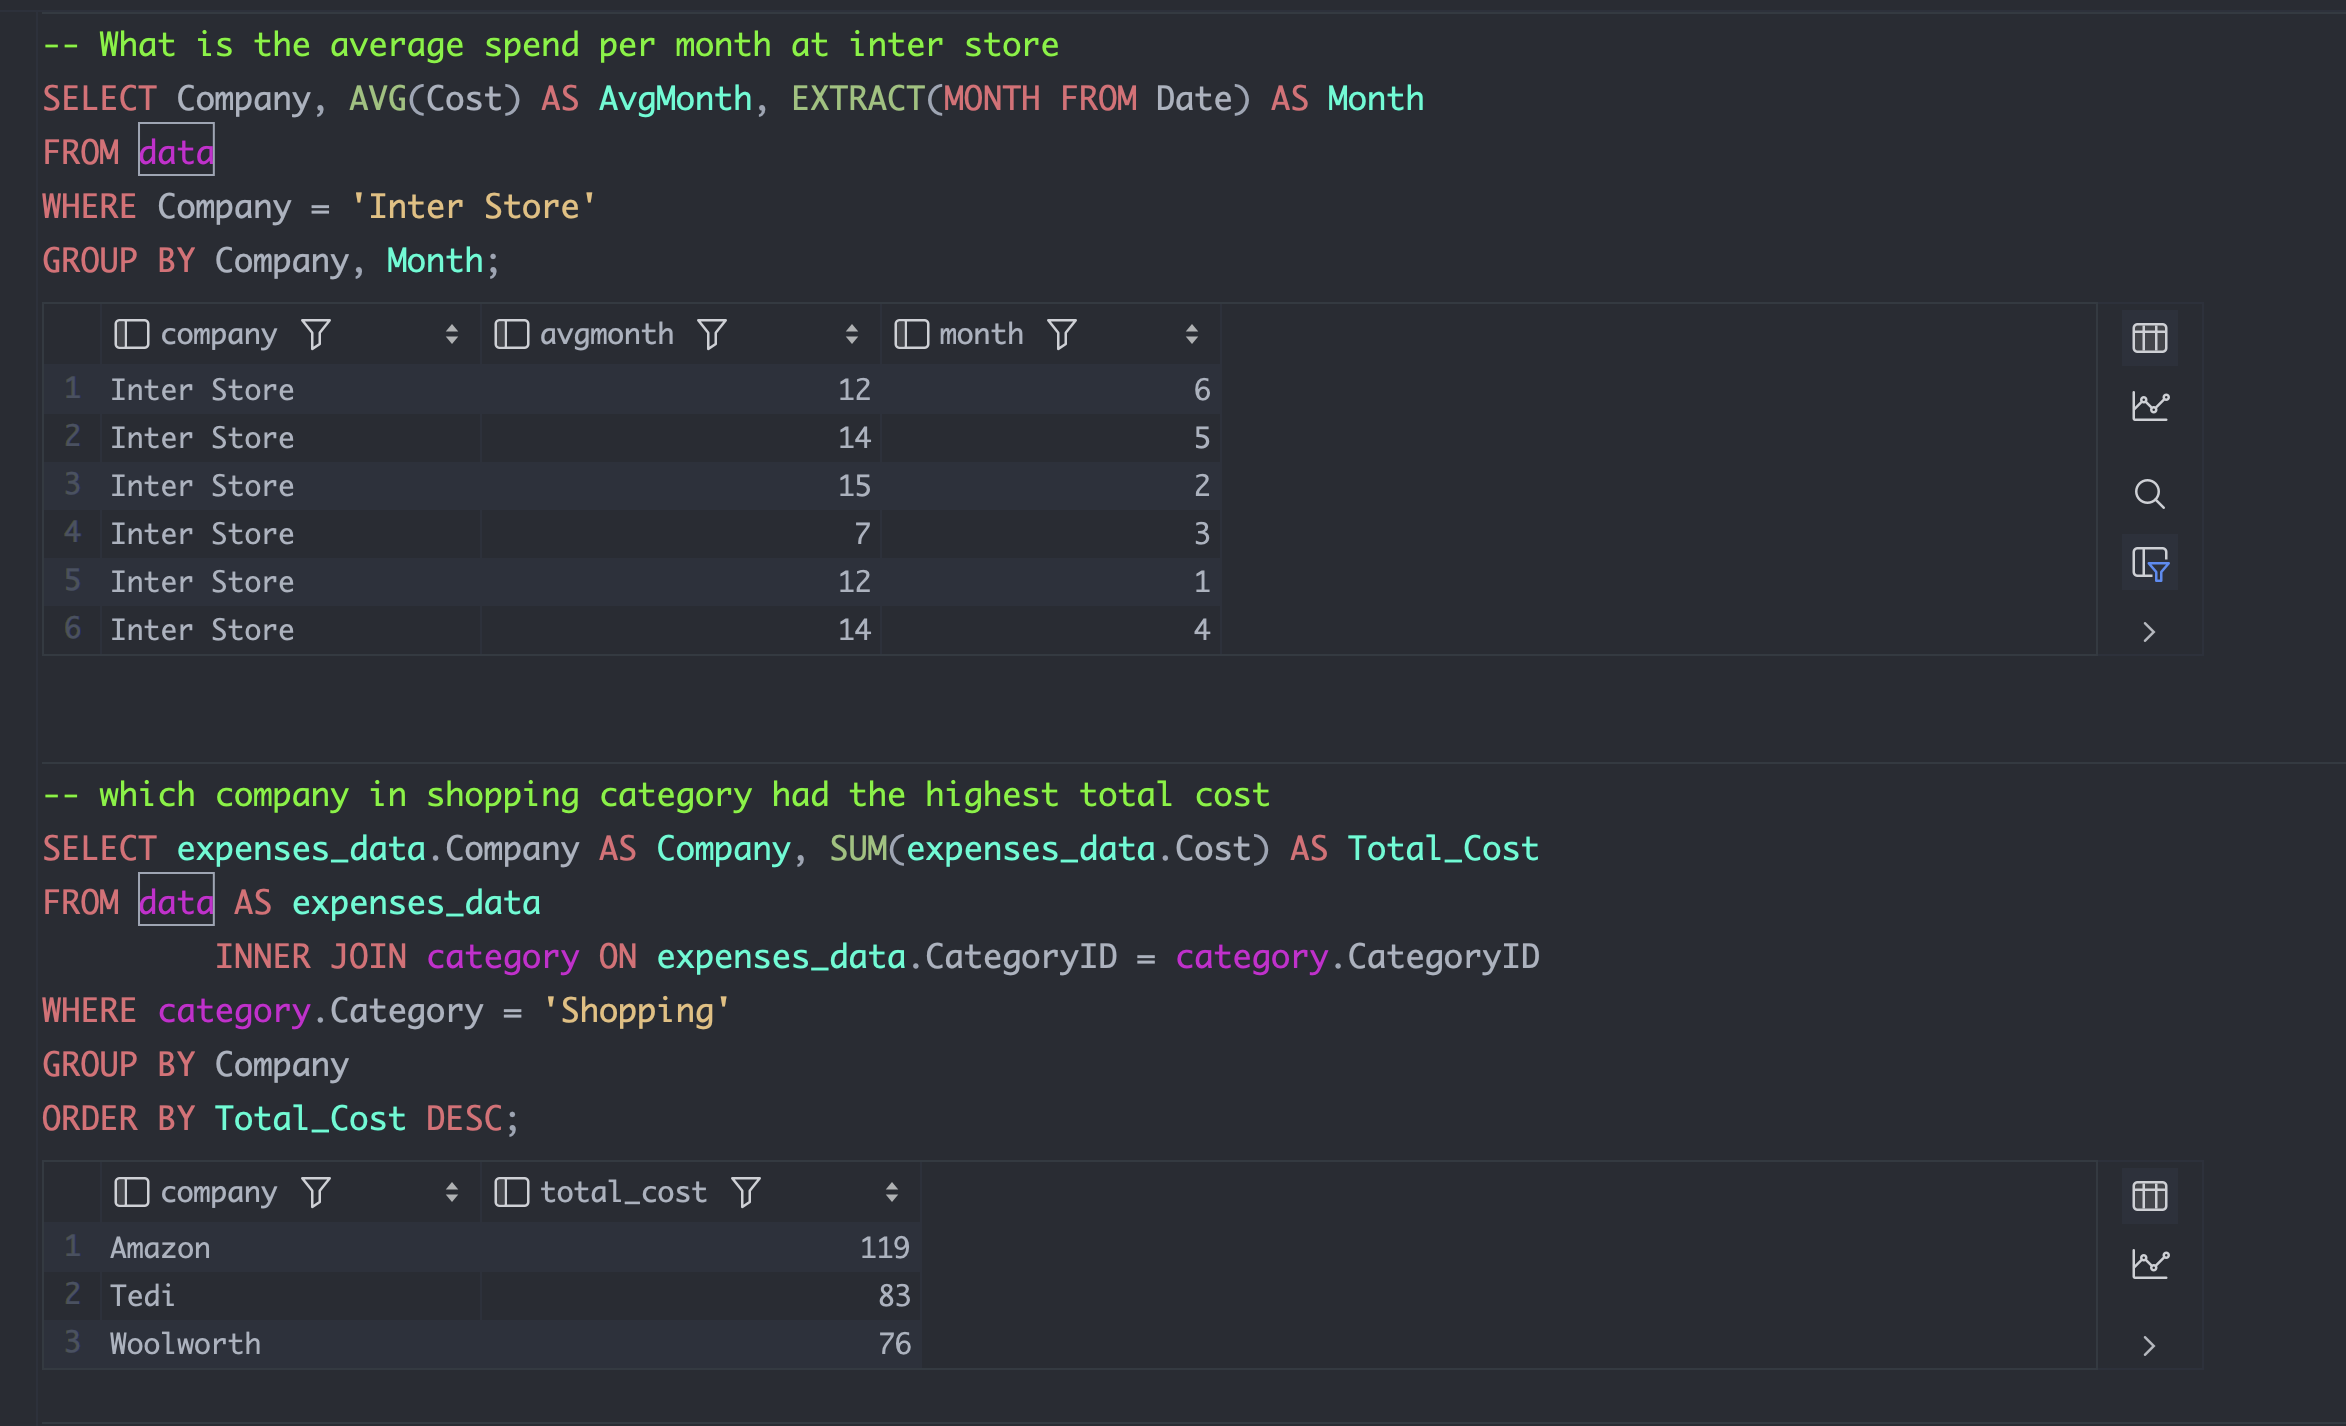 -- What is the average spend per month at inter store
SELECT Company, AVG(Cost) AS AvgMonth, EXTRACT(MONTH FROM Date) AS Month
FROM data
WHERE Company = 'Inter Store'
GROUP BY Company, Month;
company avgmonth month
1 Inter Store 12 6
2 Inter Store 14 5
3 Inter Store 15 2
4 Inter Store 7 3
5 Inter Store 12 1
6 Inter Store 14 4
-- which company in shopping category had the highest total cost
SELECT expenses_data.Company AS Company, SUM(expenses_data.Cost) AS Total_Cost
FROM data AS expenses_data
INNER JOIN category ON expenses_data.CategoryID = category.CategoryID
WHERE category.Category = 'Shopping'
GROUP BY Company
ORDER BY Total_Cost DESC;
company total_cost
1 Amazon 119
2 Tedi 83
3 Woolworth 76